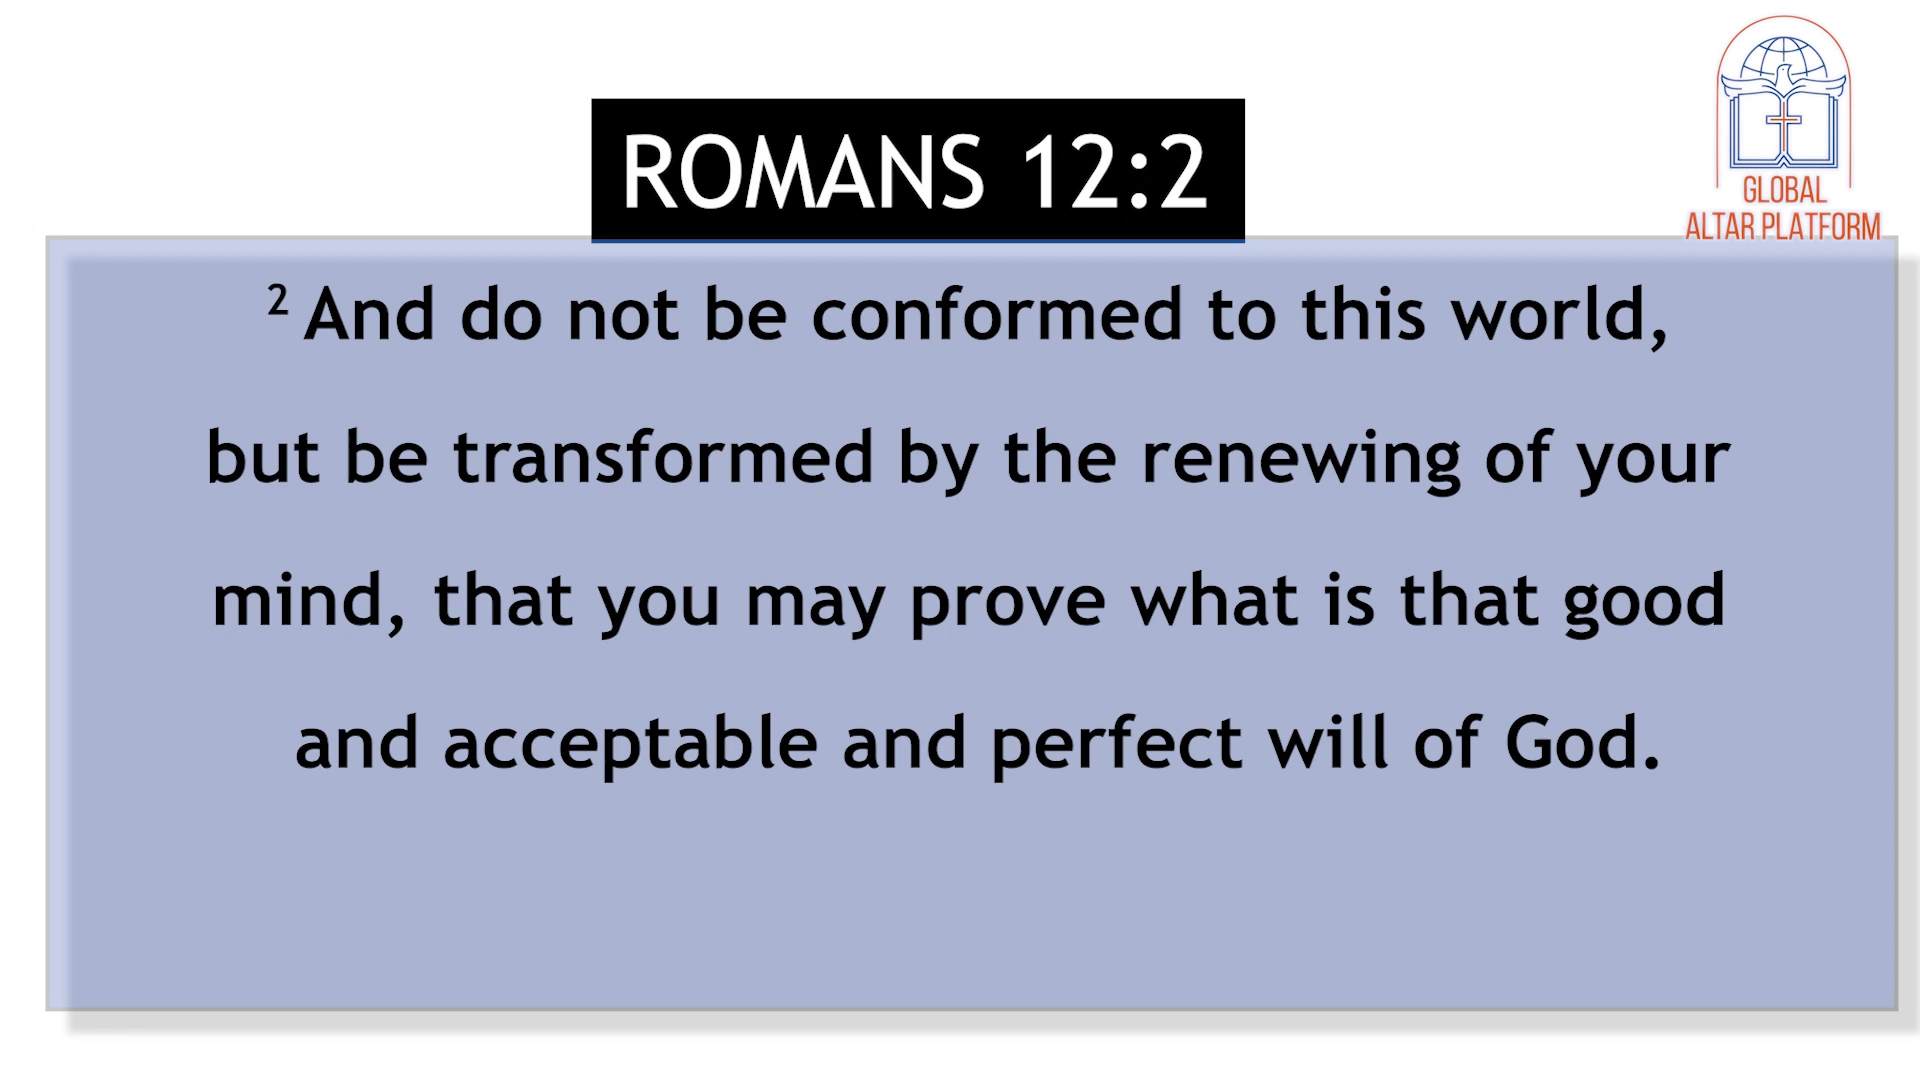 ROMANS 12:2
GLOBAL
ALTAR PLATFORM
2 And do not be conformed to this world,
but be transformed by the renewing of your
mind, that you may prove what is that good
and acceptable and perfect will of God.